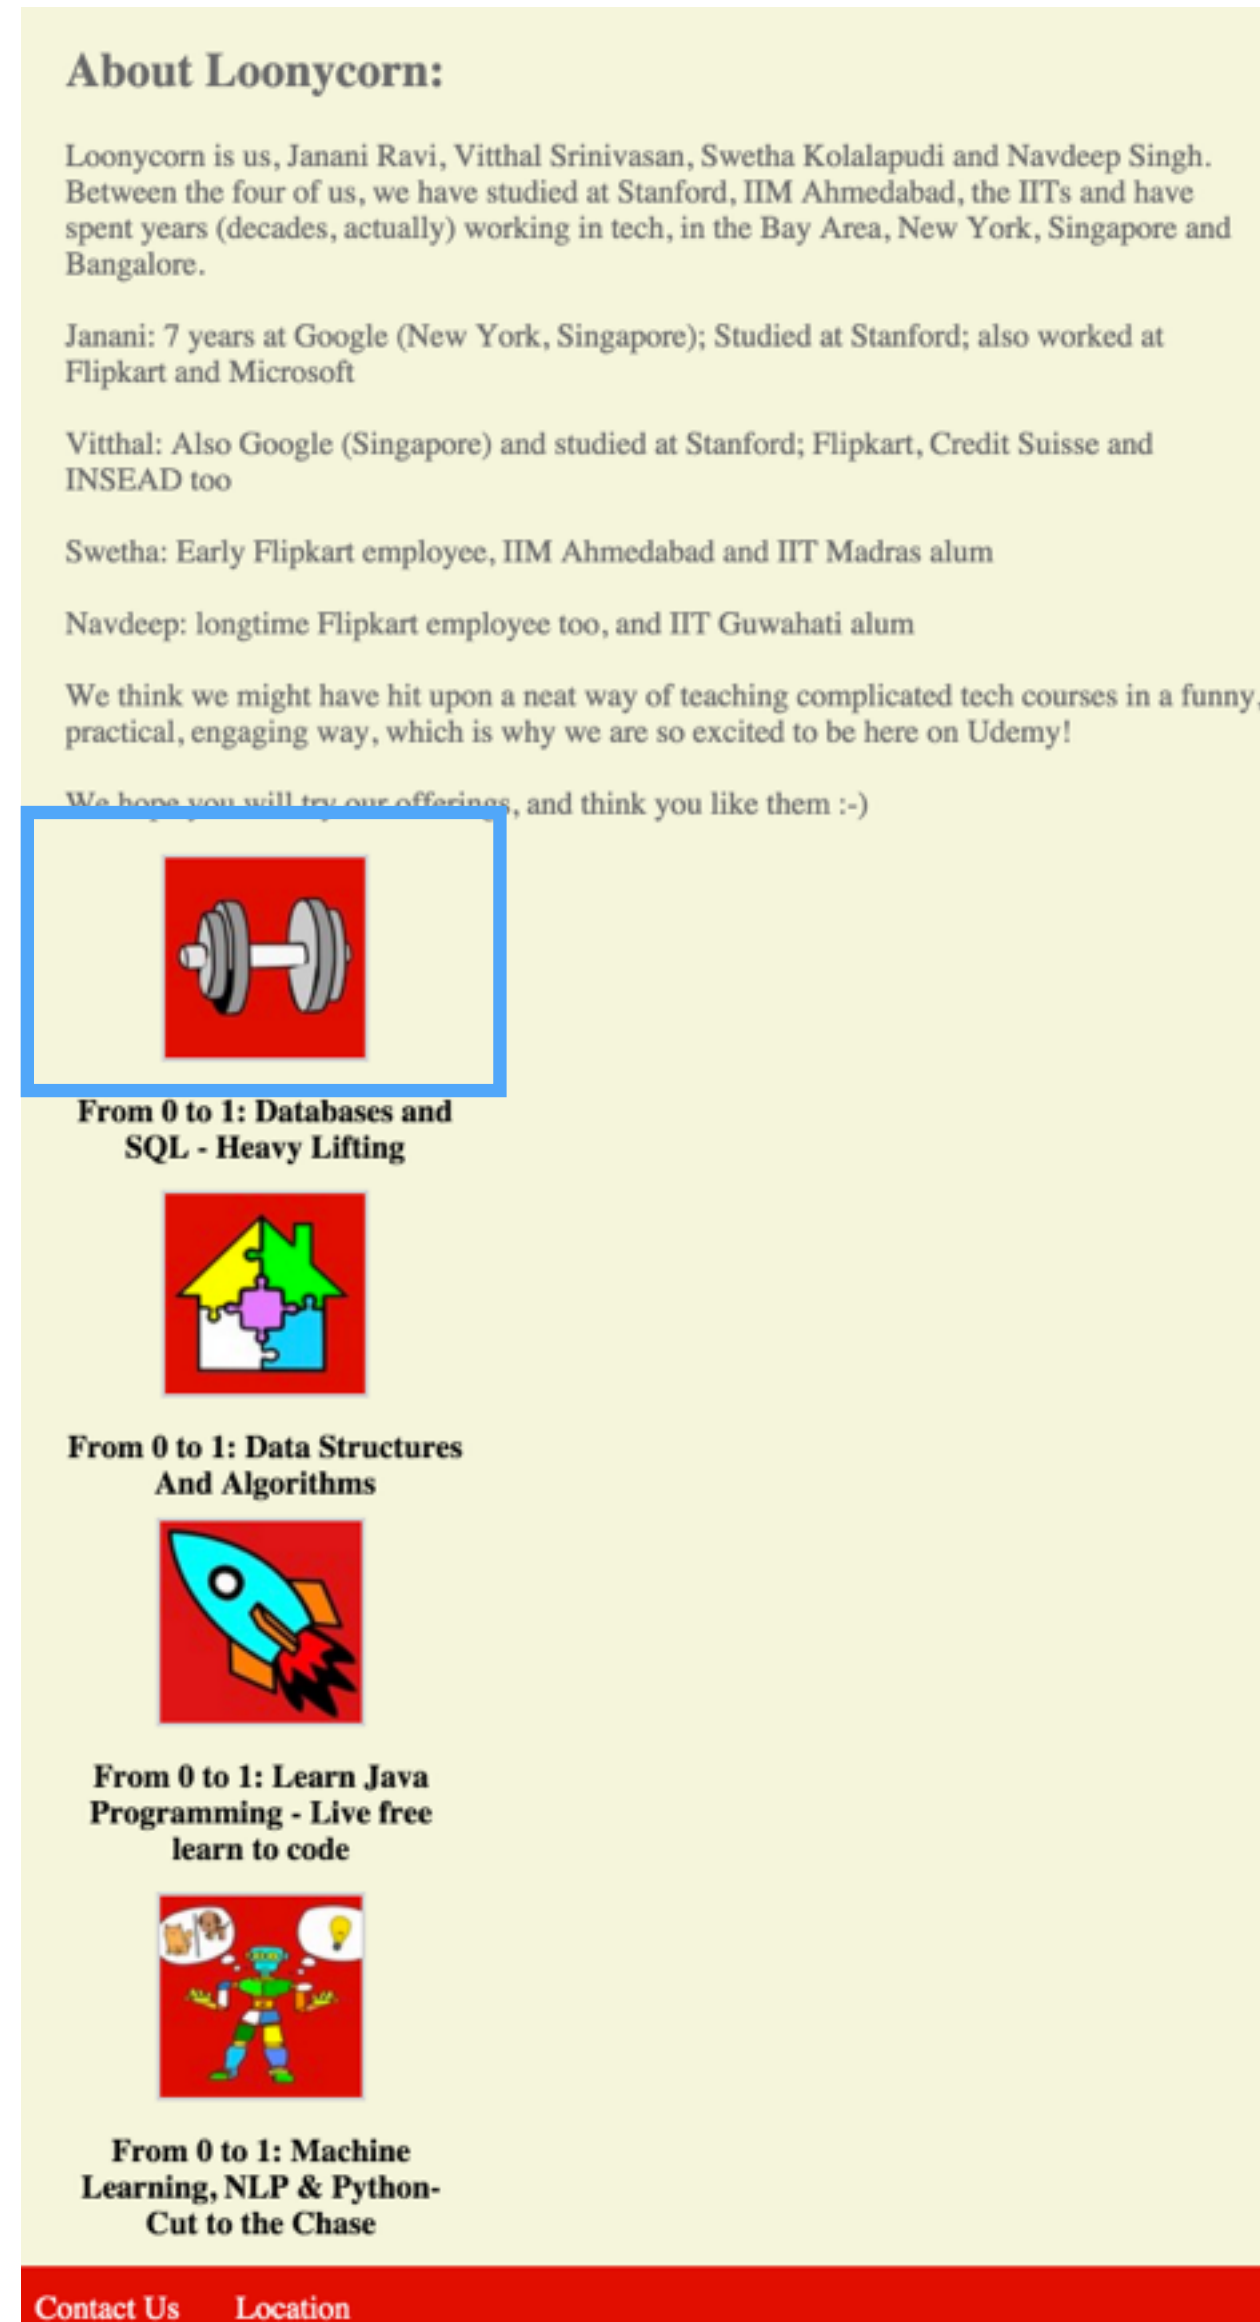 About Loonycorn:
Loonycorn is us, Janani Ravi, Vitthal Srinivasan, Swetha Kolalapudi and Navdeep Singh.
Between the four of us, we have studied at Stanford, IIM Ahmedabad, the IITs and have
spent years (decades, actually) working in tech, in the Bay Area, New York, Singapore and
Bangalore.
Janani: 7 years at Google (New York, Singapore); Studied at Stanford; also worked at
Flipkart and Microsoft
Vitthal: Also Google (Singapore) and studied at Stanford; Flipkart, Credit Suisse and
INSEAD too
Swetha: Early Flipkart employee, IIM Ahmedabad and IIT Madras alum
Navdeep: longtime Flipkart employee too, and IIT Guwahati alum
We think we might have hit upon a neat way of teaching complicated tech courses in a funny,
practical, engaging way, which is why we are so excited to be here on Udemy!
We hope you will try our offerings, and think you like them :-)
From 0 to 1: Databases and
SQL - Heavy Lifting
From 0 to 1: Data Structures
And Algorithms
From 0 to 1: Learn Java
Programming - Live free
learn to code
From 0 to 1: Machine
Learning, NLP & Python-
Cut to the Chase
Contact Us Location